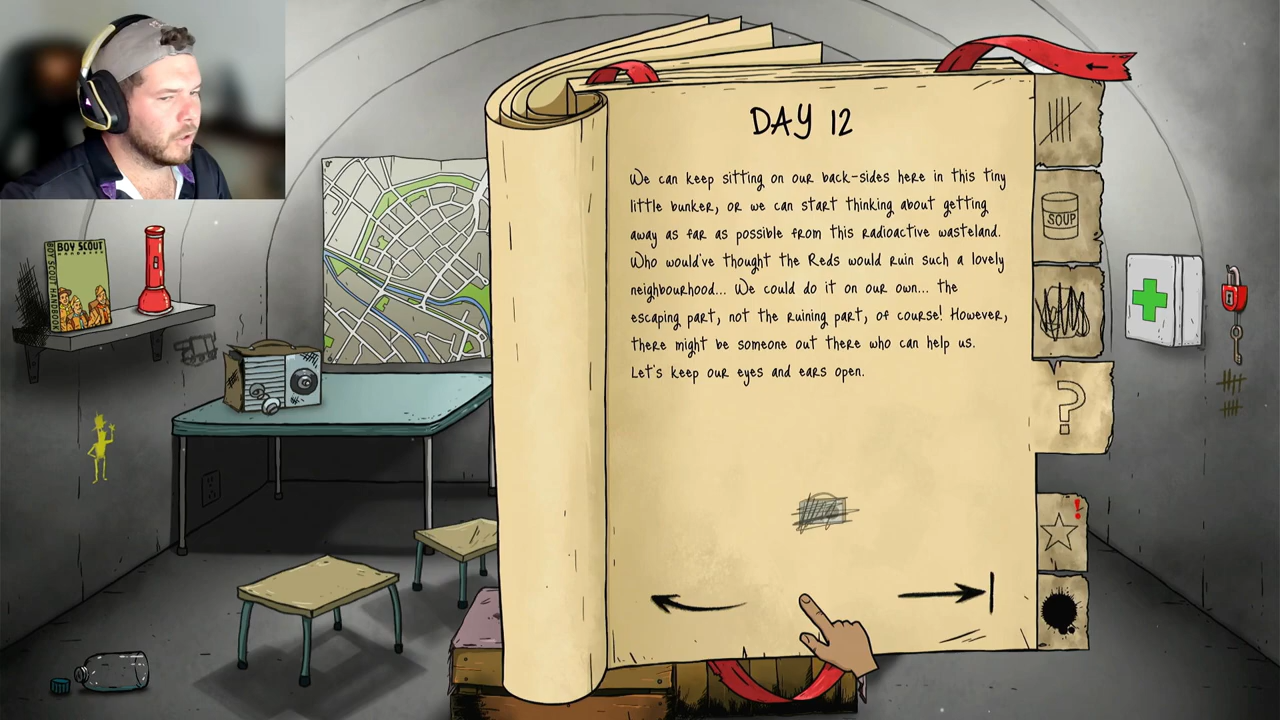 DAY 12
We can keep sitting on our back-sides here in this tiny
little bunker, or we can start thinking about getting
away as far as possible from this radioactive wasteland.
Who would've thought the Reds would ruin such a lovely
neighbourhood... We could do it on our own... the
escaping part, not the ruining part, of course! However,
there might be someone out there who can help us.
Let's keep our eyes and ears open.
SOUP
?
!
BOY SCOUT
BOY SCOUT HANDBOOK